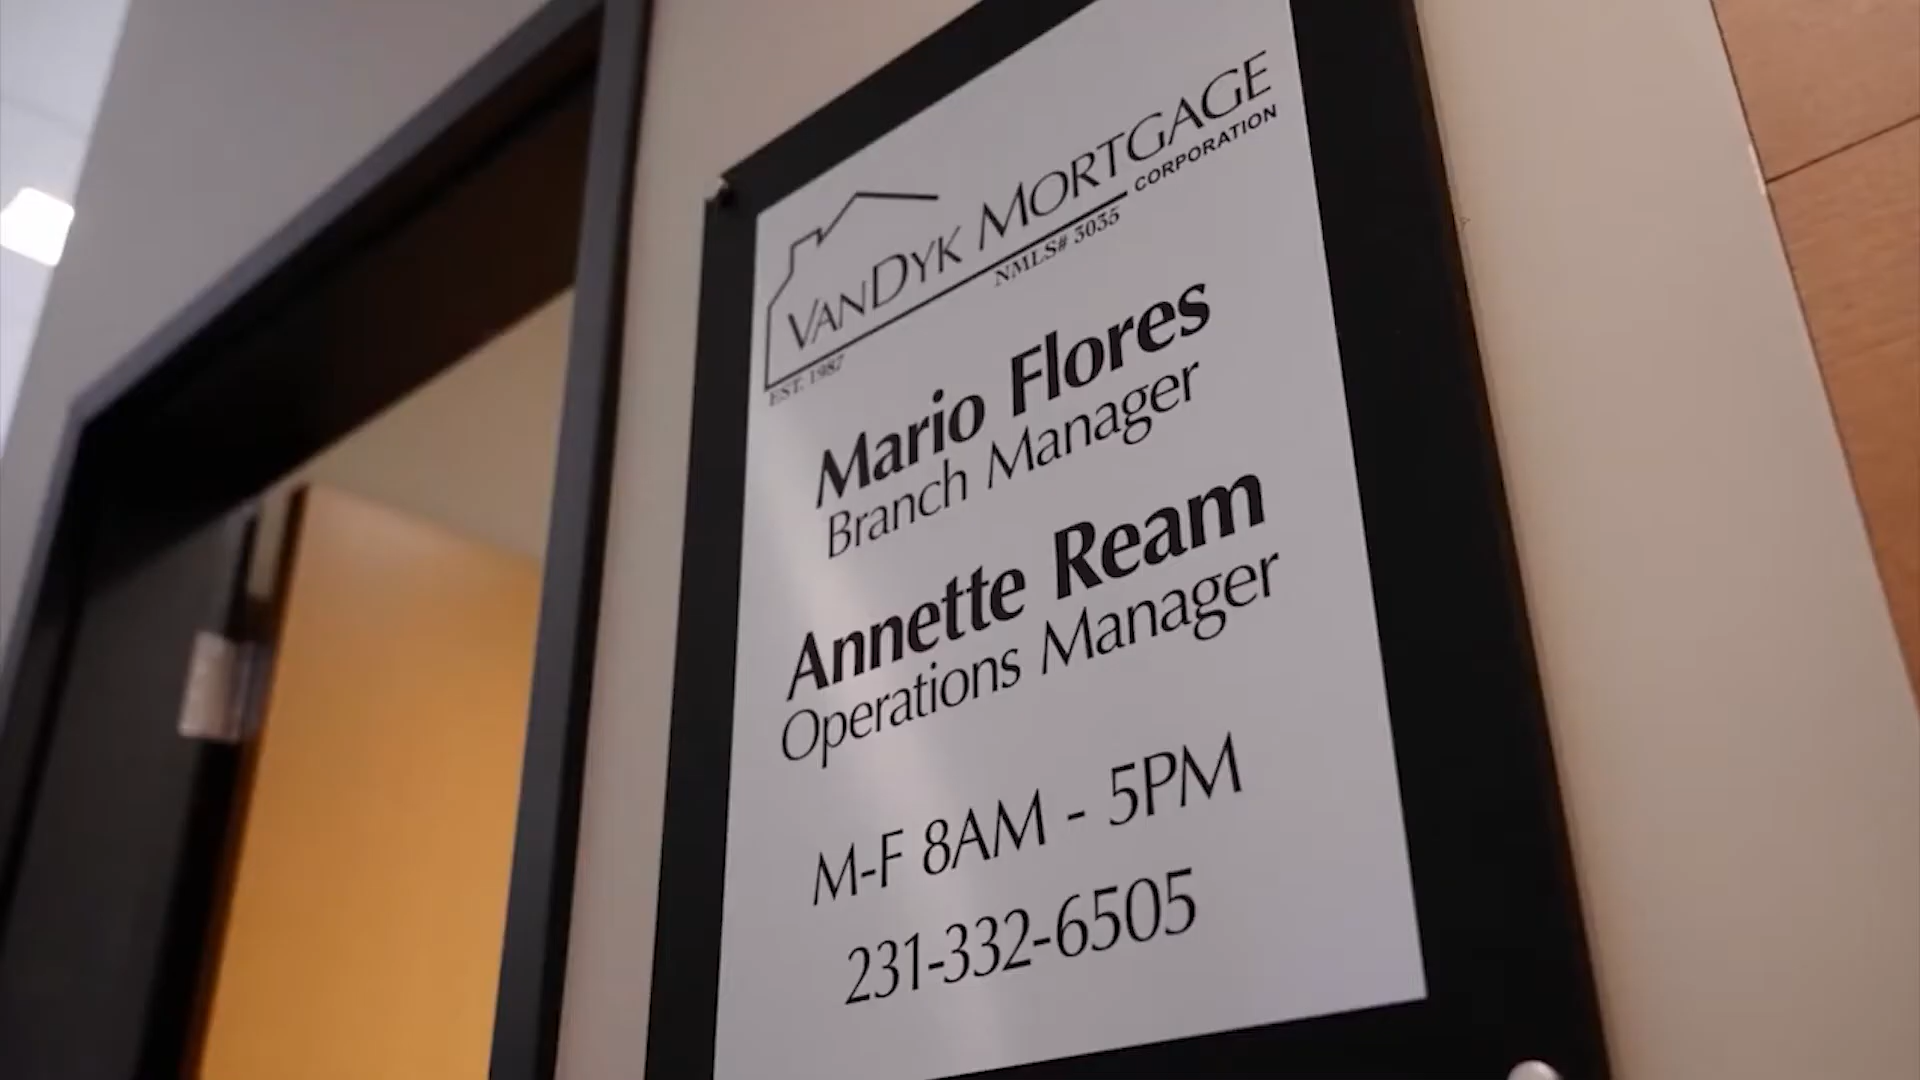 VANDYK MORTGAGE
CORPORATION
NMLS# 3035
EST. 1987
Mario Flores
Branch Manager
Annette Ream
Operations Manager
M-F 8AM - 5PM
231-332-6505